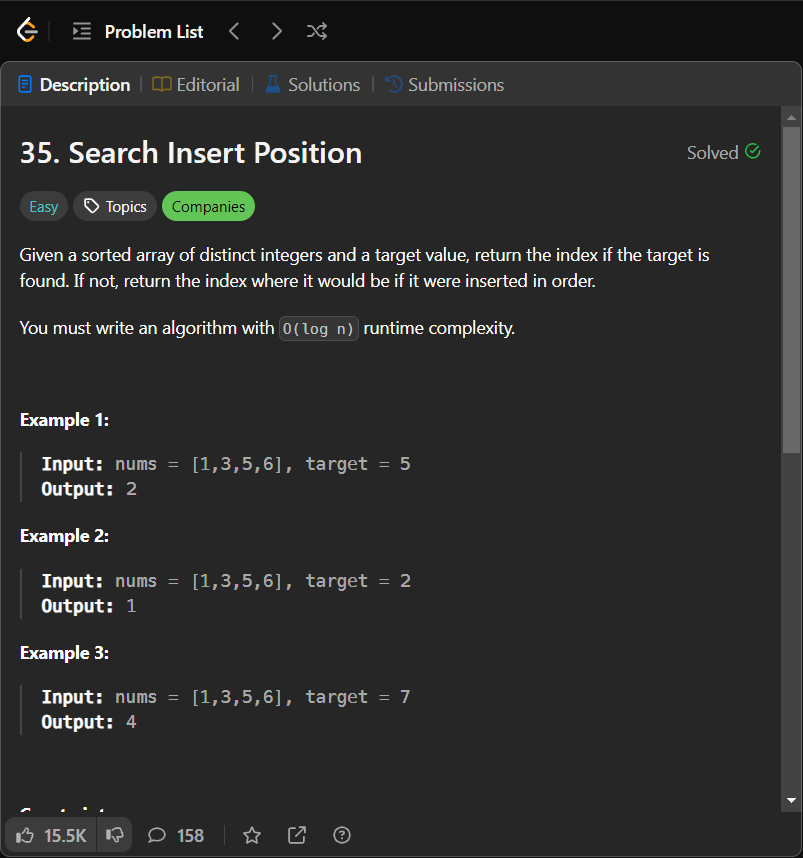 Problem List
Description
Editorial
Solutions
Submissions
35. Search Insert Position
Solved
Easy
Topics
Companies
Given a sorted array of distinct integers and a target value, return the index if the target is
found. If not, return the index where it would be if it were inserted in order.
You must write an algorithm with O(log n) runtime complexity.
Example 1:
Input: nums = [1,3,5,6], target = 5
Output: 2
Example 2:
Input: nums = [1,3,5,6], target = 2
Output: 1
Example 3:
Input: nums = [1,3,5,6], target = 7
Output: 4
15.5K
158